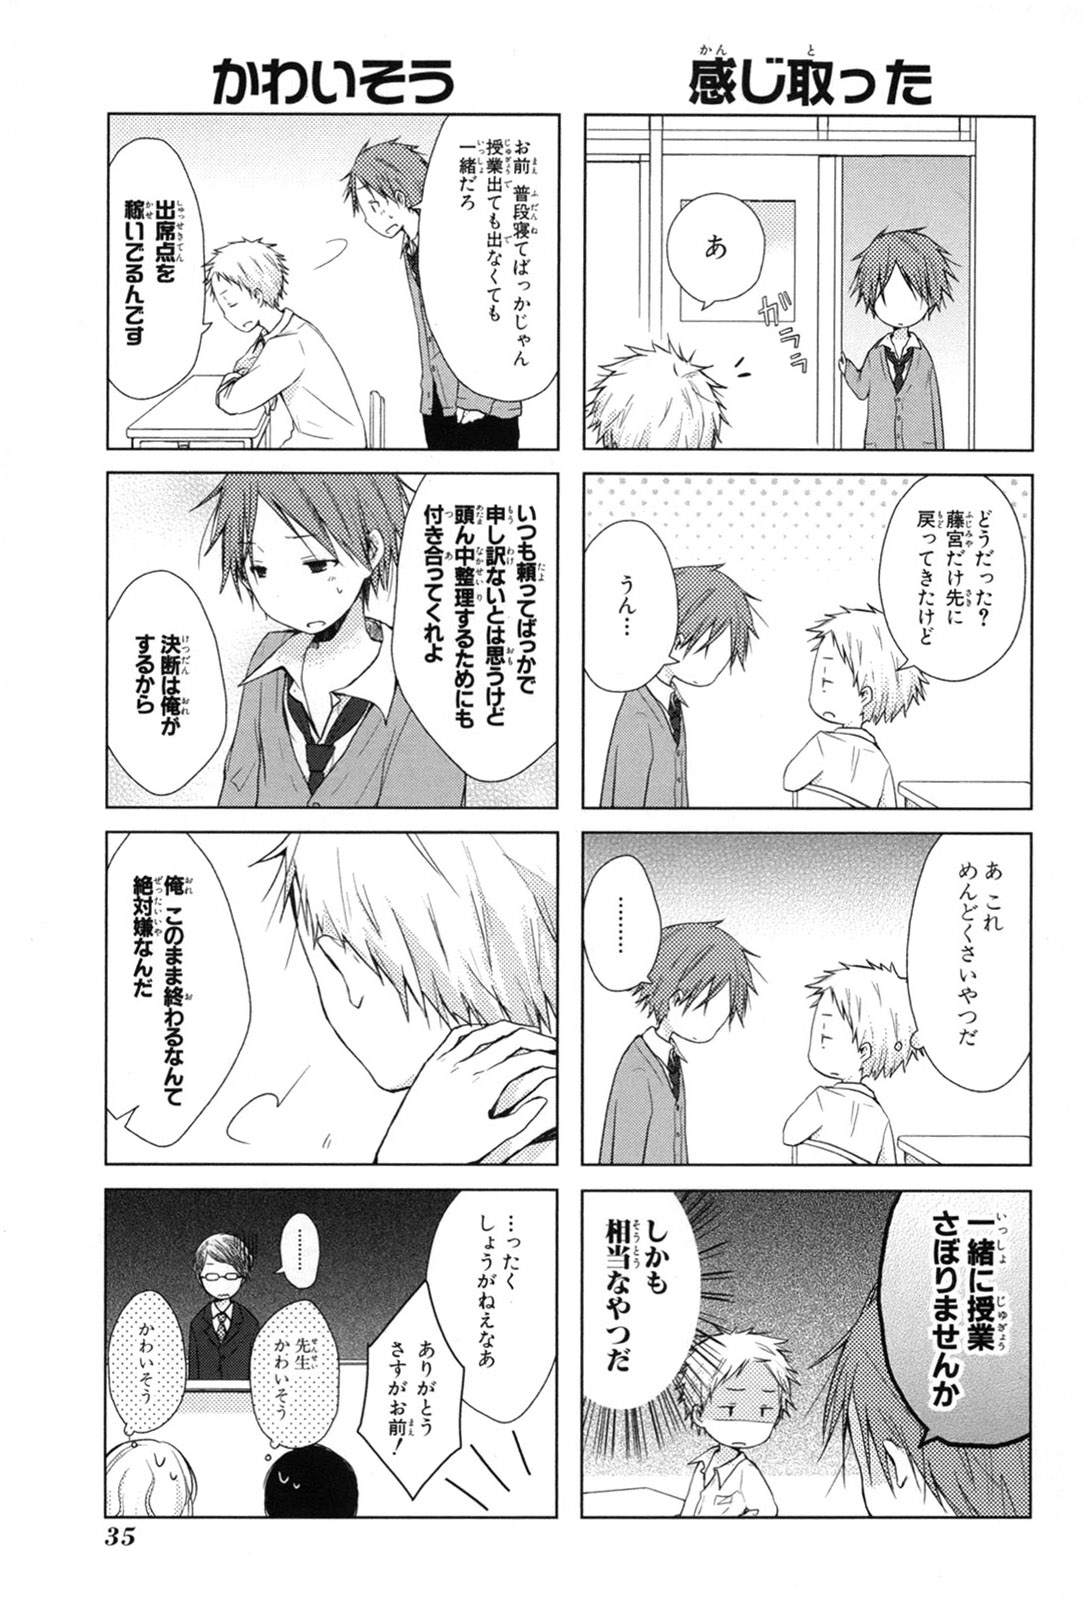 感じ取った
あ
ガララ
どうだった？
藤宮だけ先に
戻ってきたけど
うん…
あ これ
めんどくさいやつだ
………
一緒に授業
さぼりませんか
しかも
相当なやつだ
かわいそう
お前 普段寝てばっかじゃん
授業出ても出なくても
一緒だろ
出席点を
稼いでるんです
いつも頼ってばっかで
申し訳ないとは思うけど
頭ん中整理するためにも
付き合ってくれよ
決断は俺が
するから
俺 このまま終わるなんて
絶対嫌なんだ
…ったく
しょうがねえなあ
ありがとう
さすがお前！
……
先生
かわいそう
かわいそう
35